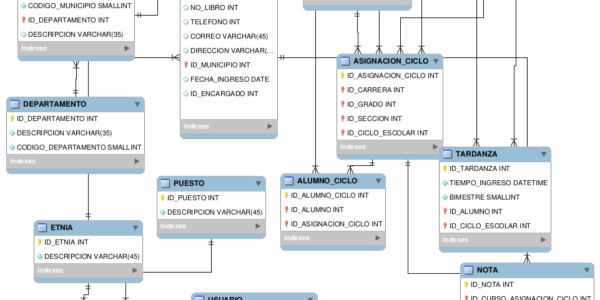 CODIGO_MUNICIPIO SMALLINT
ID_DEPARTAMENTO INT
DESCRIPCION VARCHAR(35)
Indexes
NO_LIBRO INT
TELEFONO INT
CORREO VARCHAR(45)
DIRECCION VARCHAR(...
ID_MUNICIPIO INT
FECHA_INGRESO DATE
ID_ENCARGADO INT
Indexes
ASIGNACION_CICLO
ID_ASIGNACION_CICLO INT
ID_CARRERA INT
ID_GRADO INT
ID_SECCION INT
ID_CICLO_ESCOLAR INT
Indexes
DEPARTAMENTO
ID_DEPARTAMENTO INT
DESCRIPCION VARCHAR(35)
CODIGO_DEPARTAMENTO SMALLINT
Indexes
TARDANZA
ID_TARDANZA INT
TIEMPO_INGRESO DATETIME
BIMESTRE SMALLINT
ID_ALUMNO INT
ID_CICLO_ESCOLAR INT
Indexes
PUESTO
ID_PUESTO INT
DESCRIPCION VARCHAR(45)
Indexes
ALUMNO_CICLO
ID_ALUMNO_CICLO INT
ID_ALUMNO INT
ID_ASIGNACION_CICLO INT
Indexes
ETNIA
ID_ETNIA INT
DESCRIPCION VARCHAR(45)
Indexes
NOTA
ID_NOTA INT
ID_CURSO_ASIGNACION_CICLO INT
USUARIO